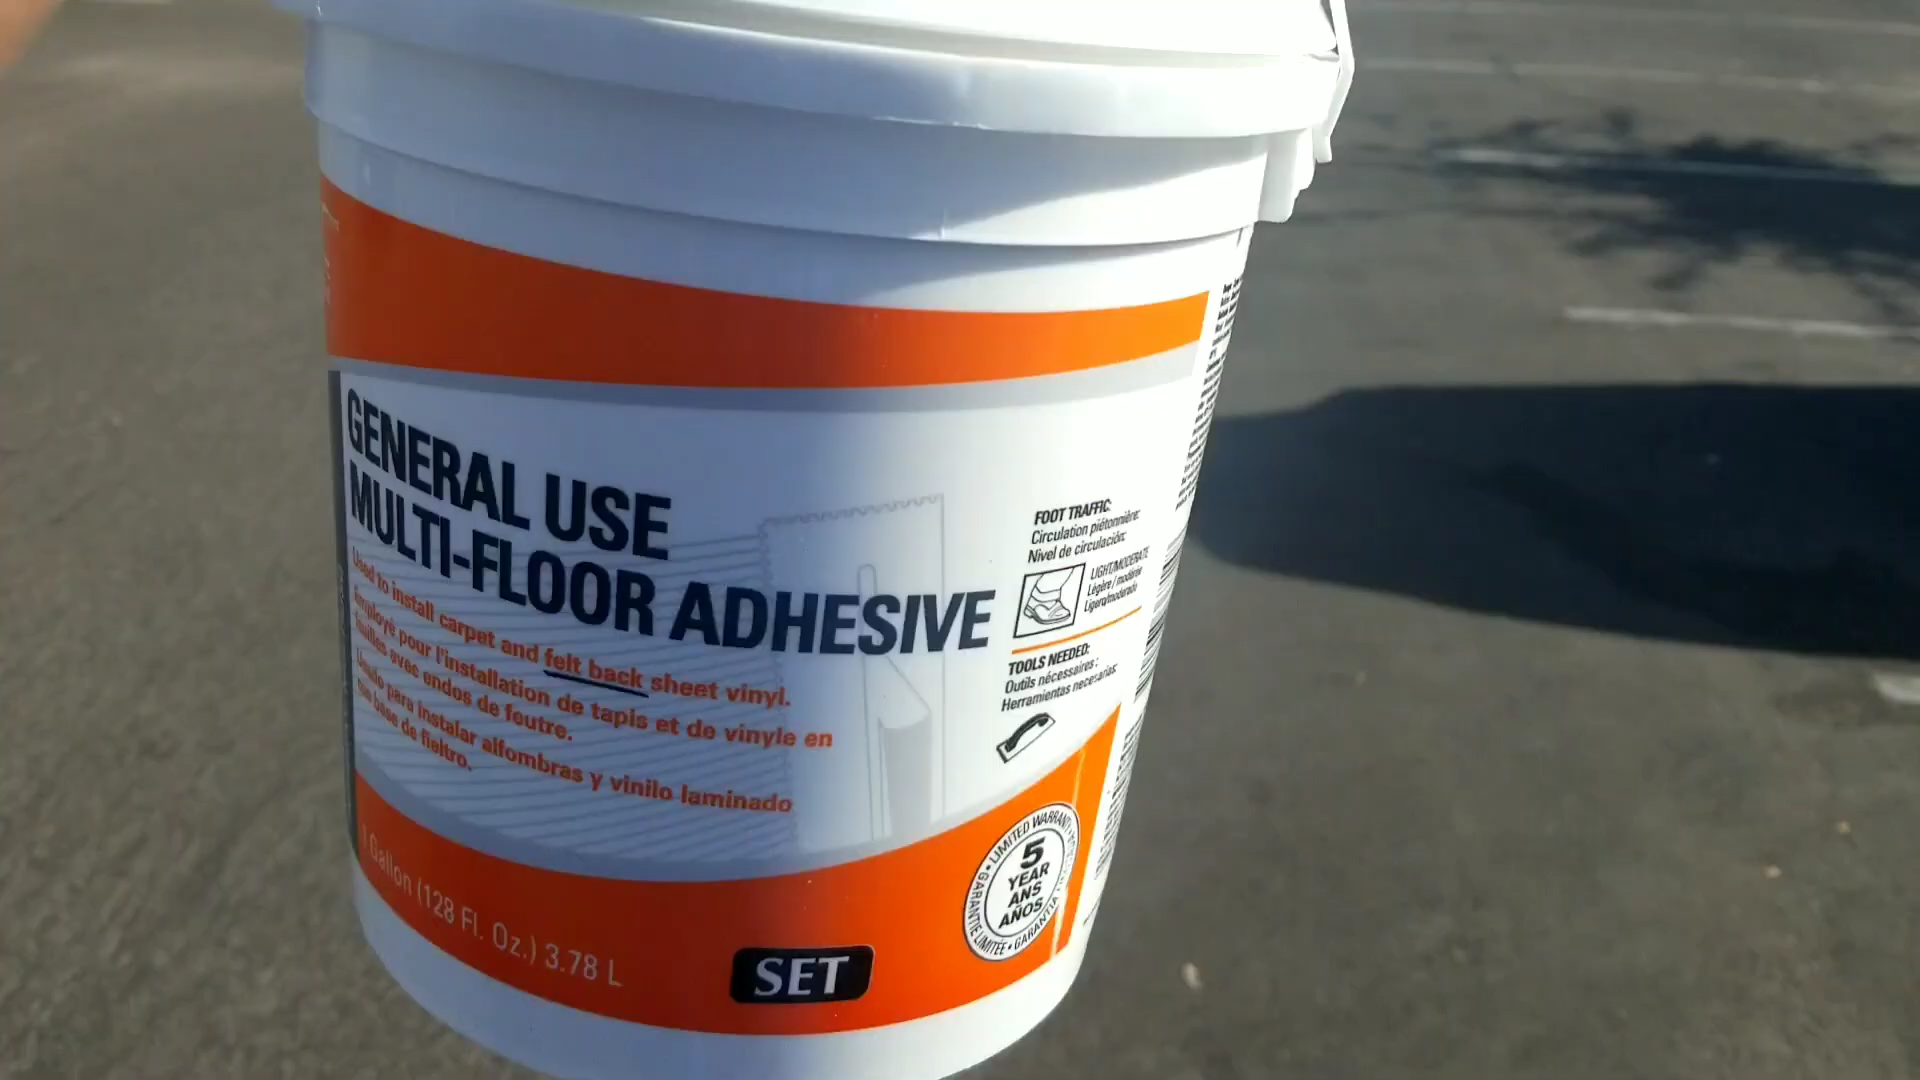 GENERAL USE
MULTI-FLOOR ADHESIVE
Used to install carpet and felt back sheet vinyl.
Employé pour l'installation de tapis et de vinyle en
feuilles avec endos de feutre.
Usado para instalar alfombras y vinilo laminado
con base de fieltro.
1 Gallon (128 Fl. Oz.) 3.78 L
SET
FOOT TRAFFIC:
Circulation piétonnière:
Nivel de circulación:
LIGHT/MODERATE
Légère / modérée
Ligero/moderado
TOOLS NEEDED:
Outils nécessaires:
Herramientas necesarias:
• LIMITED WARRANTY •
5
YEAR
ANS
AÑOS
GARANTIE LIMITÉE • GARANTIA